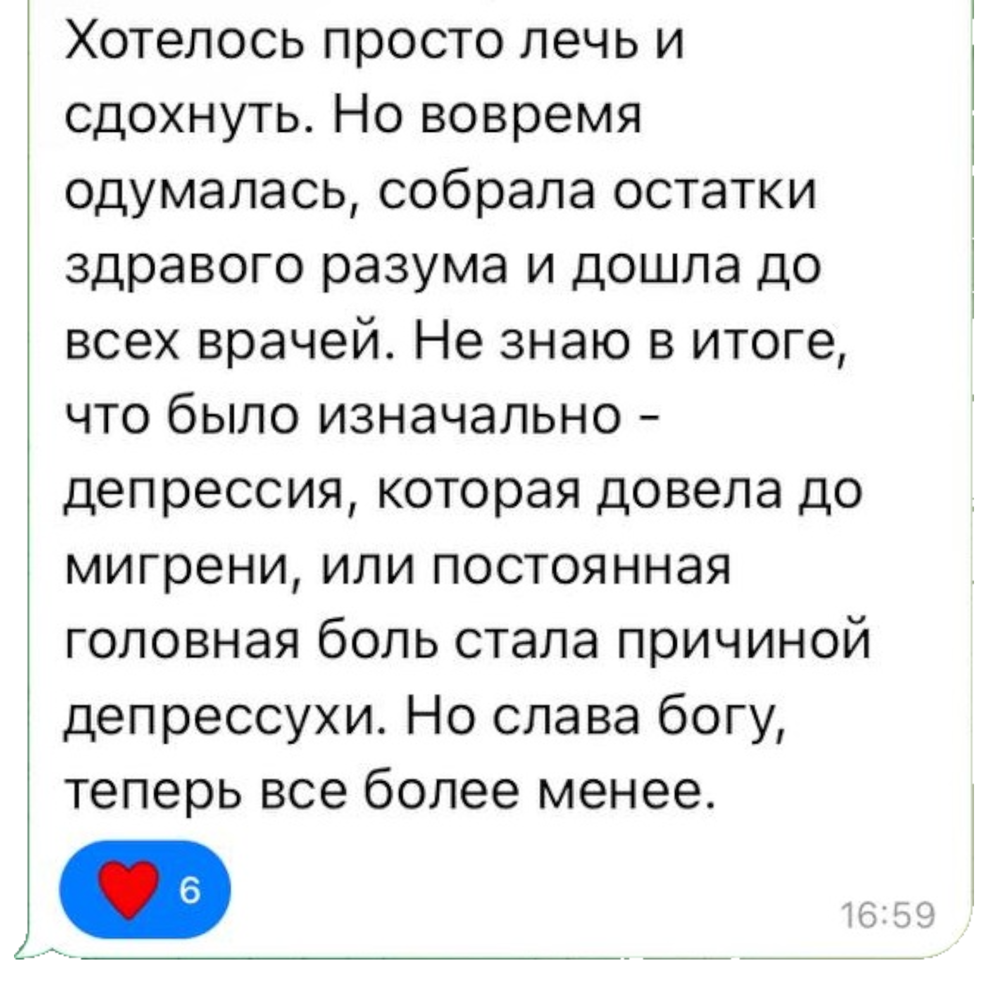 Хотелось просто лечь и
сдохнуть. Но вовремя
одумалась, собрала остатки
здравого разума и дошла до
всех врачей. Не знаю в итоге,
что было изначально -
депрессия, которая довела до
мигрени, или постоянная
головная боль стала причиной
депрессухи. Но слава богу,
теперь все более менее.
6
16:59